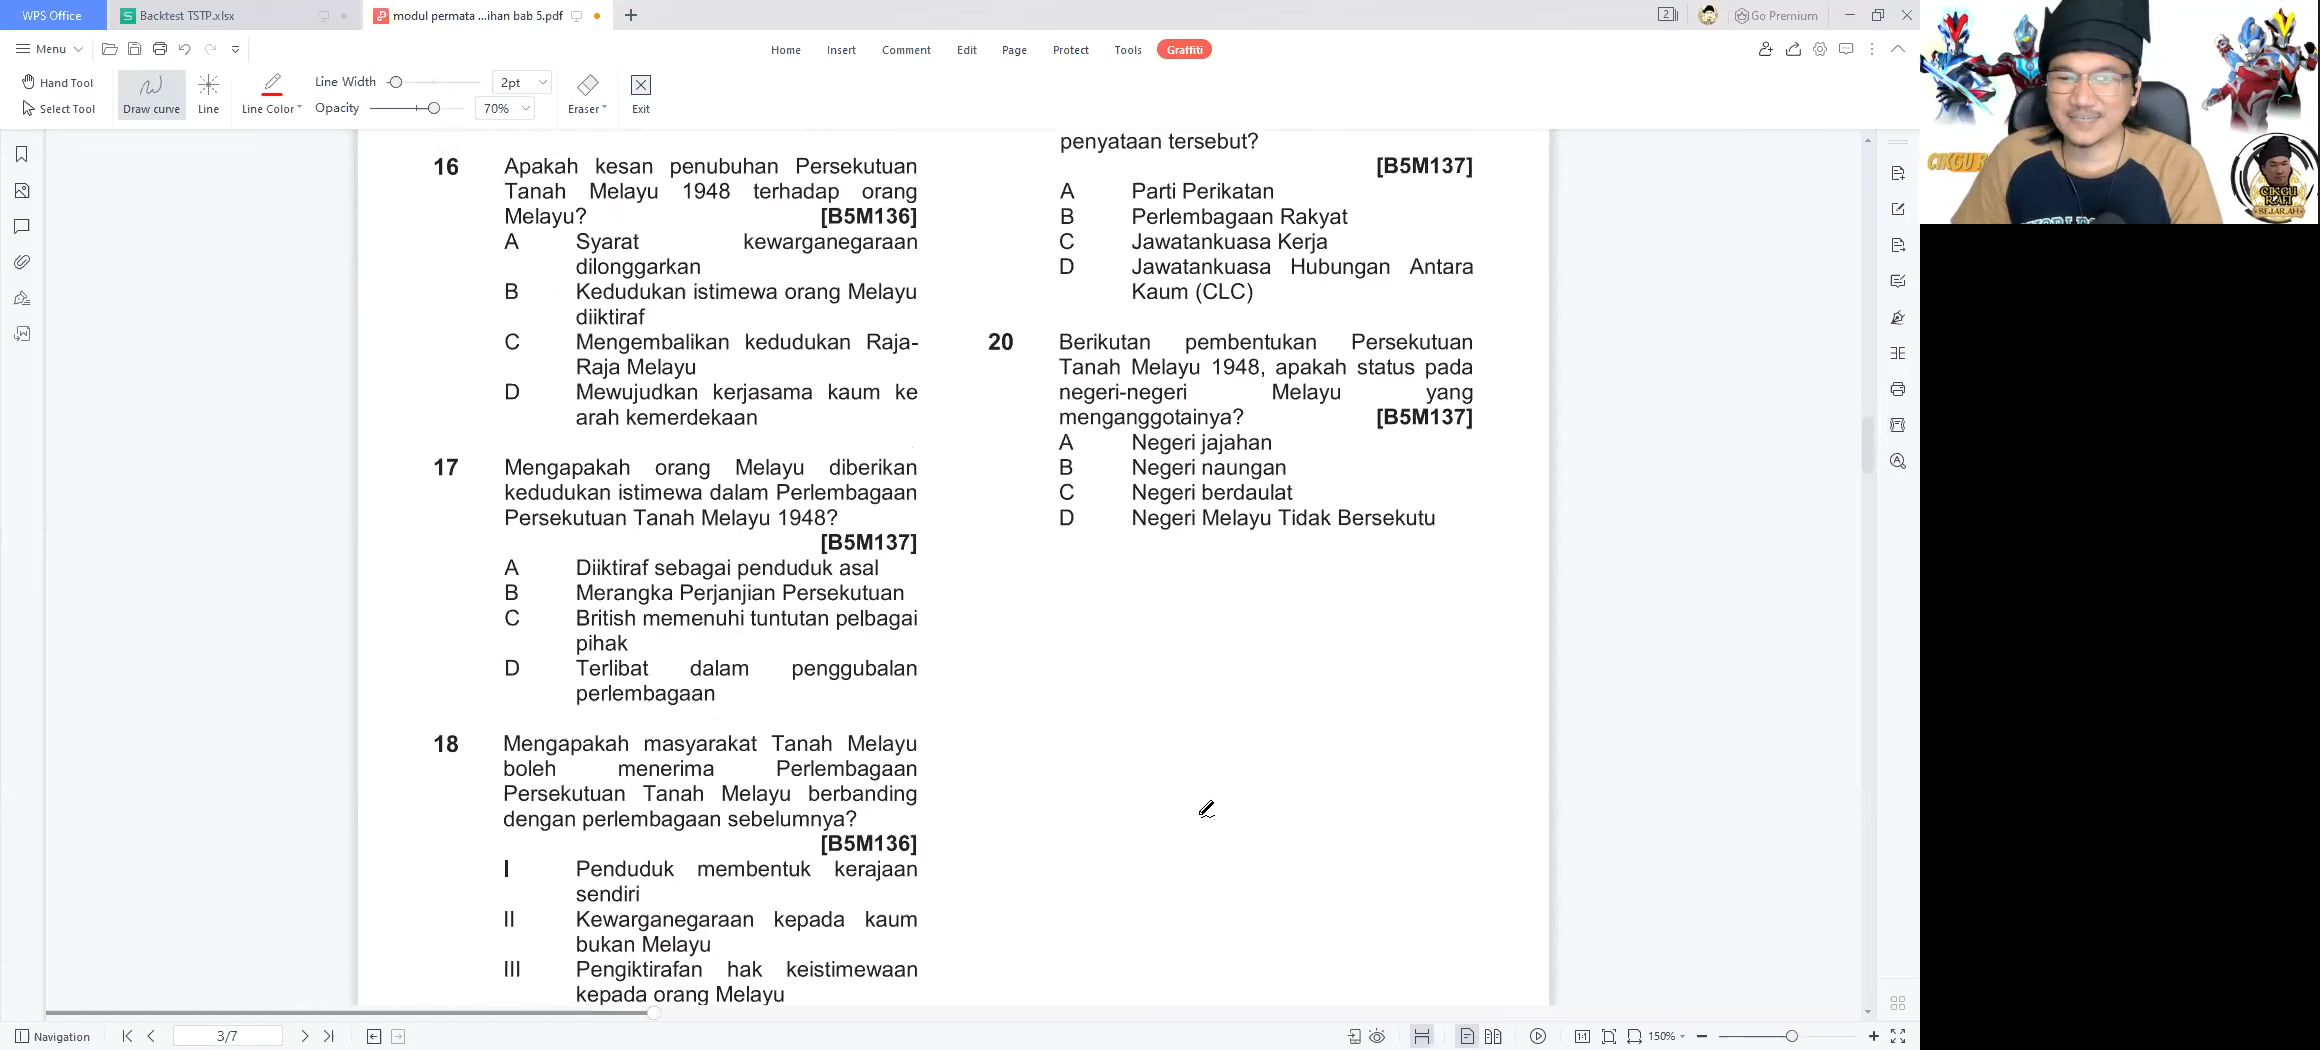 WPS Office
Backtest TSTP.xlsx
modul permata ...ihan bab 5.pdf
2
Go Premium
Menu
Home
Insert
Comment
Edit
Page
Protect
Tools
Graffiti
Hand Tool
Select Tool
Draw curve
Line
Line Color
Line Width
2pt
Opacity
70%
Eraser
Exit
16 Apakah kesan penubuhan Persekutuan
Tanah Melayu 1948 terhadap orang
Melayu? [B5M136]
A Syarat kewarganegaraan
dilonggarkan
B Kedudukan istimewa orang Melayu
diiktiraf
C Mengembalikan kedudukan Raja-
Raja Melayu
D Mewujudkan kerjasama kaum ke
arah kemerdekaan
17 Mengapakah orang Melayu diberikan
kedudukan istimewa dalam Perlembagaan
Persekutuan Tanah Melayu 1948?
[B5M137]
A Diiktiraf sebagai penduduk asal
B Merangka Perjanjian Persekutuan
C British memenuhi tuntutan pelbagai
pihak
D Terlibat dalam penggubalan
perlembagaan
18 Mengapakah masyarakat Tanah Melayu
boleh menerima Perlembagaan
Persekutuan Tanah Melayu berbanding
dengan perlembagaan sebelumnya?
[B5M136]
I Penduduk membentuk kerajaan
sendiri
II Kewarganegaraan kepada kaum
bukan Melayu
III Pengiktirafan hak keistimewaan
kepada orang Melayu
penyataan tersebut?
[B5M137]
A Parti Perikatan
B Perlembagaan Rakyat
C Jawatankuasa Kerja
D Jawatankuasa Hubungan Antara
Kaum (CLC)
20 Berikutan pembentukan Persekutuan
Tanah Melayu 1948, apakah status pada
negeri-negeri Melayu yang
menganggotainya? [B5M137]
A Negeri jajahan
B Negeri naungan
C Negeri berdaulat
D Negeri Melayu Tidak Bersekutu
CIKGU R
CIKGU
RAFI
SEJARAH
Navigation
3/7
1:1
150%